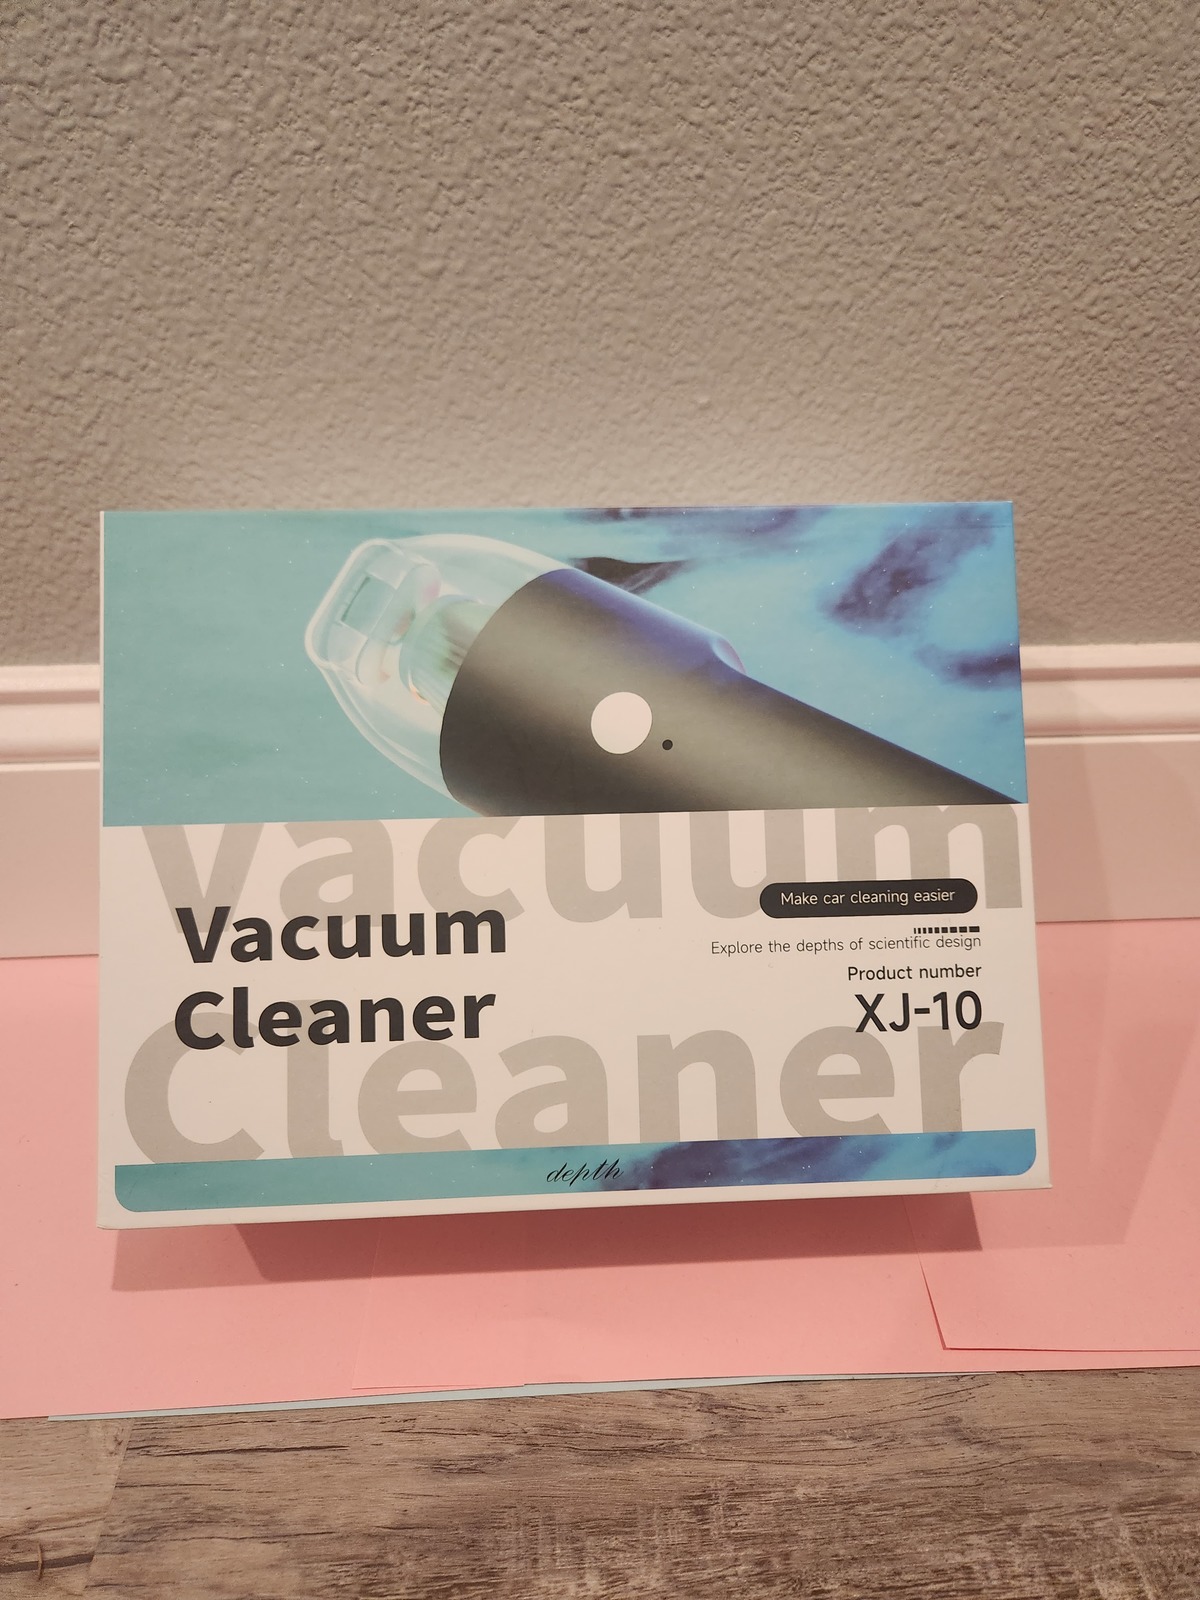 Vacuum
Cleaner
Vacuum
Cleaner
Make car cleaning easier
Explore the depths of scientific design
Product number
XJ-10
depth